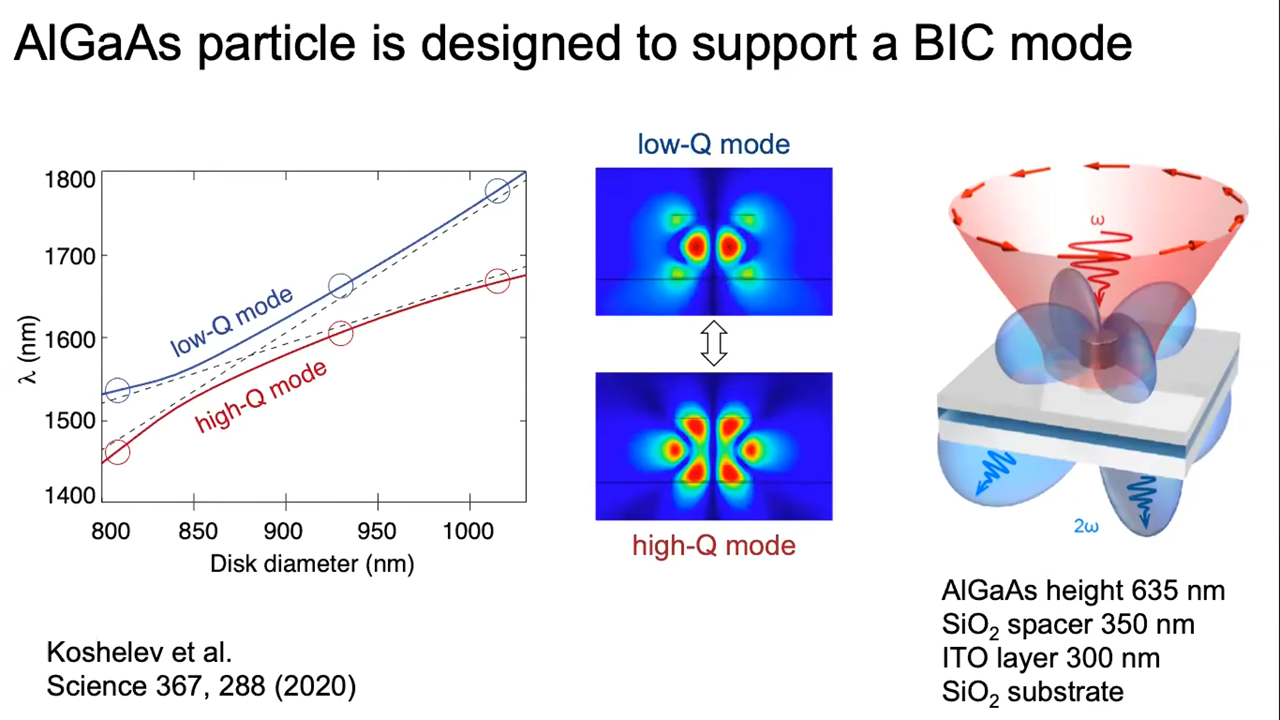 AlGaAs particle is designed to support a BIC mode
1800
1700
1600
1500
1400
λ (nm)
low-Q mode
high-Q mode
800 850 900 950 1000
Disk diameter (nm)
low-Q mode
high-Q mode
ω
2ω
AlGaAs height 635 nm
SiO₂ spacer 350 nm
ITO layer 300 nm
SiO₂ substrate
Koshelev et al.
Science 367, 288 (2020)